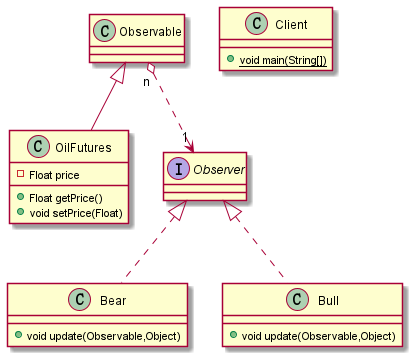 C Observable
C Client
void main(String[])
n
1
C OilFutures
Float price
Float getPrice()
void setPrice(Float)
I Observer
C Bear
void update(Observable,Object)
C Bull
void update(Observable,Object)